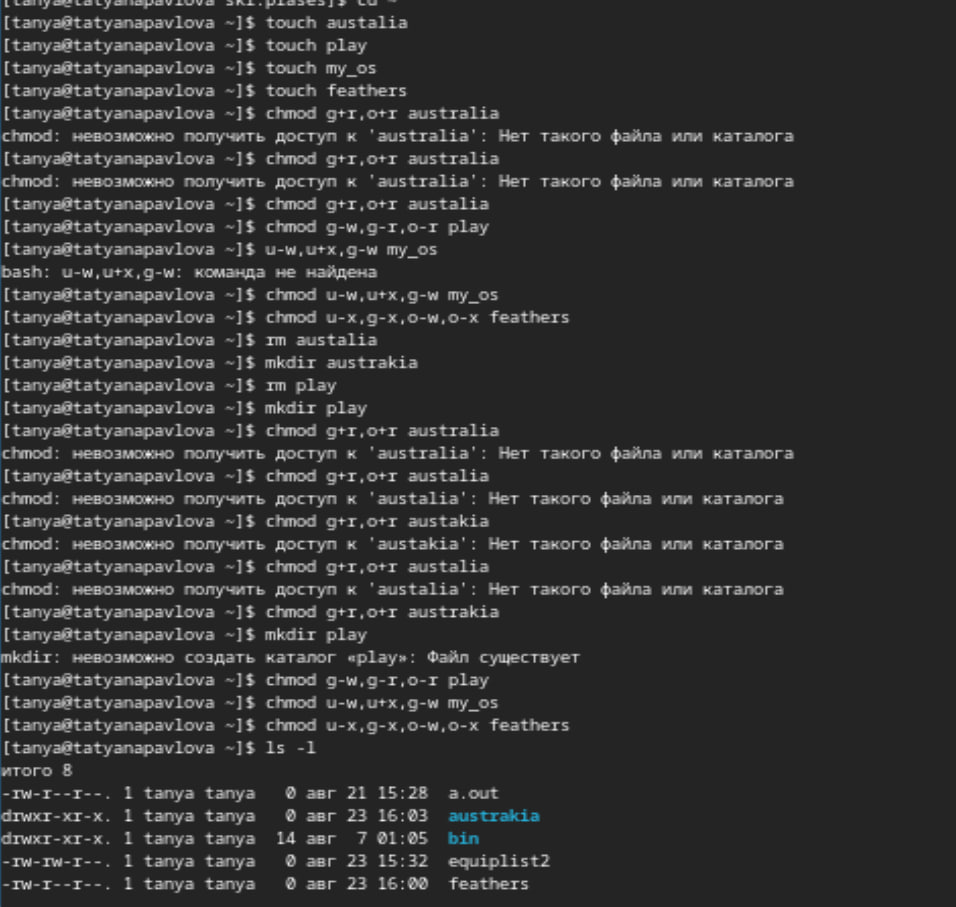 [tanya@tatyanapavlova ski.plases]$ cd ~
[tanya@tatyanapavlova ~]$ touch austalia
[tanya@tatyanapavlova ~]$ touch play
[tanya@tatyanapavlova ~]$ touch my_os
[tanya@tatyanapavlova ~]$ touch feathers
[tanya@tatyanapavlova ~]$ chmod g+r,o+r australia
chmod: невозможно получить доступ к 'australia': Нет такого файла или каталога
[tanya@tatyanapavlova ~]$ chmod g+r,o+r australia
chmod: невозможно получить доступ к 'australia': Нет такого файла или каталога
[tanya@tatyanapavlova ~]$ chmod g+r,o+r austalia
[tanya@tatyanapavlova ~]$ chmod g-w,g-r,o-r play
[tanya@tatyanapavlova ~]$ u-w,u+x,g-w my_os
bash: u-w,u+x,g-w: команда не найдена
[tanya@tatyanapavlova ~]$ chmod u-w,u+x,g-w my_os
[tanya@tatyanapavlova ~]$ chmod u-x,g-x,o-w,o-x feathers
[tanya@tatyanapavlova ~]$ rm austalia
[tanya@tatyanapavlova ~]$ mkdir austrakia
[tanya@tatyanapavlova ~]$ rm play
[tanya@tatyanapavlova ~]$ mkdir play
[tanya@tatyanapavlova ~]$ chmod g+r,o+r australia
chmod: невозможно получить доступ к 'australia': Нет такого файла или каталога
[tanya@tatyanapavlova ~]$ chmod g+r,o+r austalia
chmod: невозможно получить доступ к 'austalia': Нет такого файла или каталога
[tanya@tatyanapavlova ~]$ chmod g+r,o+r austakia
chmod: невозможно получить доступ к 'austakia': Нет такого файла или каталога
[tanya@tatyanapavlova ~]$ chmod g+r,o+r austalia
chmod: невозможно получить доступ к 'austalia': Нет такого файла или каталога
[tanya@tatyanapavlova ~]$ chmod g+r,o+r austrakia
[tanya@tatyanapavlova ~]$ mkdir play
mkdir: невозможно создать каталог «play»: Файл существует
[tanya@tatyanapavlova ~]$ chmod g-w,g-r,o-r play
[tanya@tatyanapavlova ~]$ chmod u-w,u+x,g-w my_os
[tanya@tatyanapavlova ~]$ chmod u-x,g-x,o-w,o-x feathers
[tanya@tatyanapavlova ~]$ ls -l
итого 8
-rw-r--r--. 1 tanya tanya 0 авг 21 15:28 a.out
drwxr-xr-x. 1 tanya tanya 0 авг 23 16:03 austrakia
drwxr-xr-x. 1 tanya tanya 14 авг 7 01:05 bin
-rw-rw-r--. 1 tanya tanya 0 авг 23 15:32 equiplist2
-rw-r--r--. 1 tanya tanya 0 авг 23 16:00 feathers